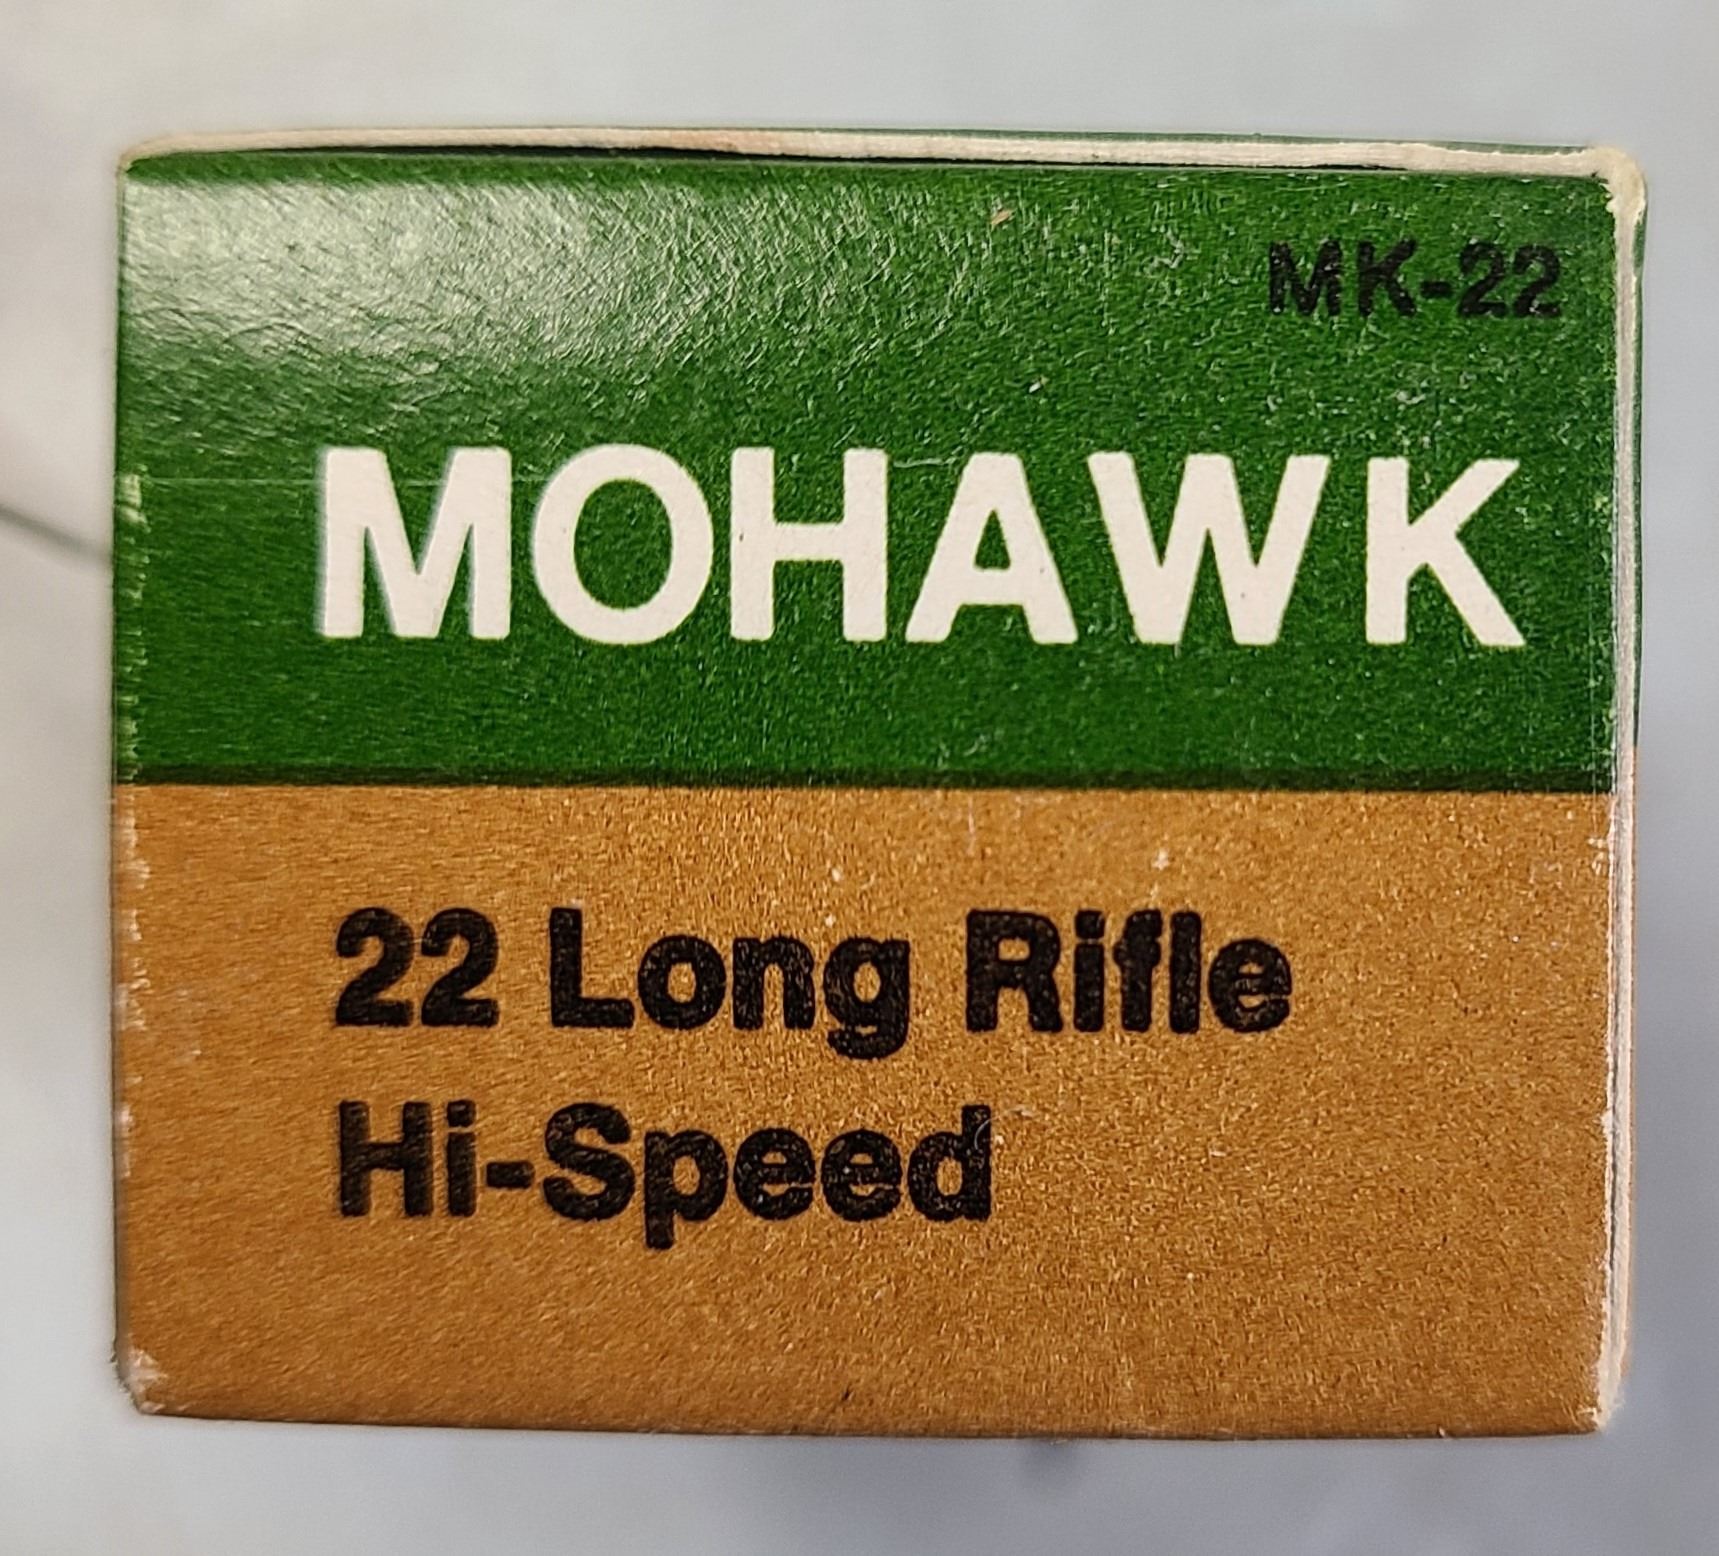 MK-22
MOHAWK
22 Long Rifle
Hi-Speed